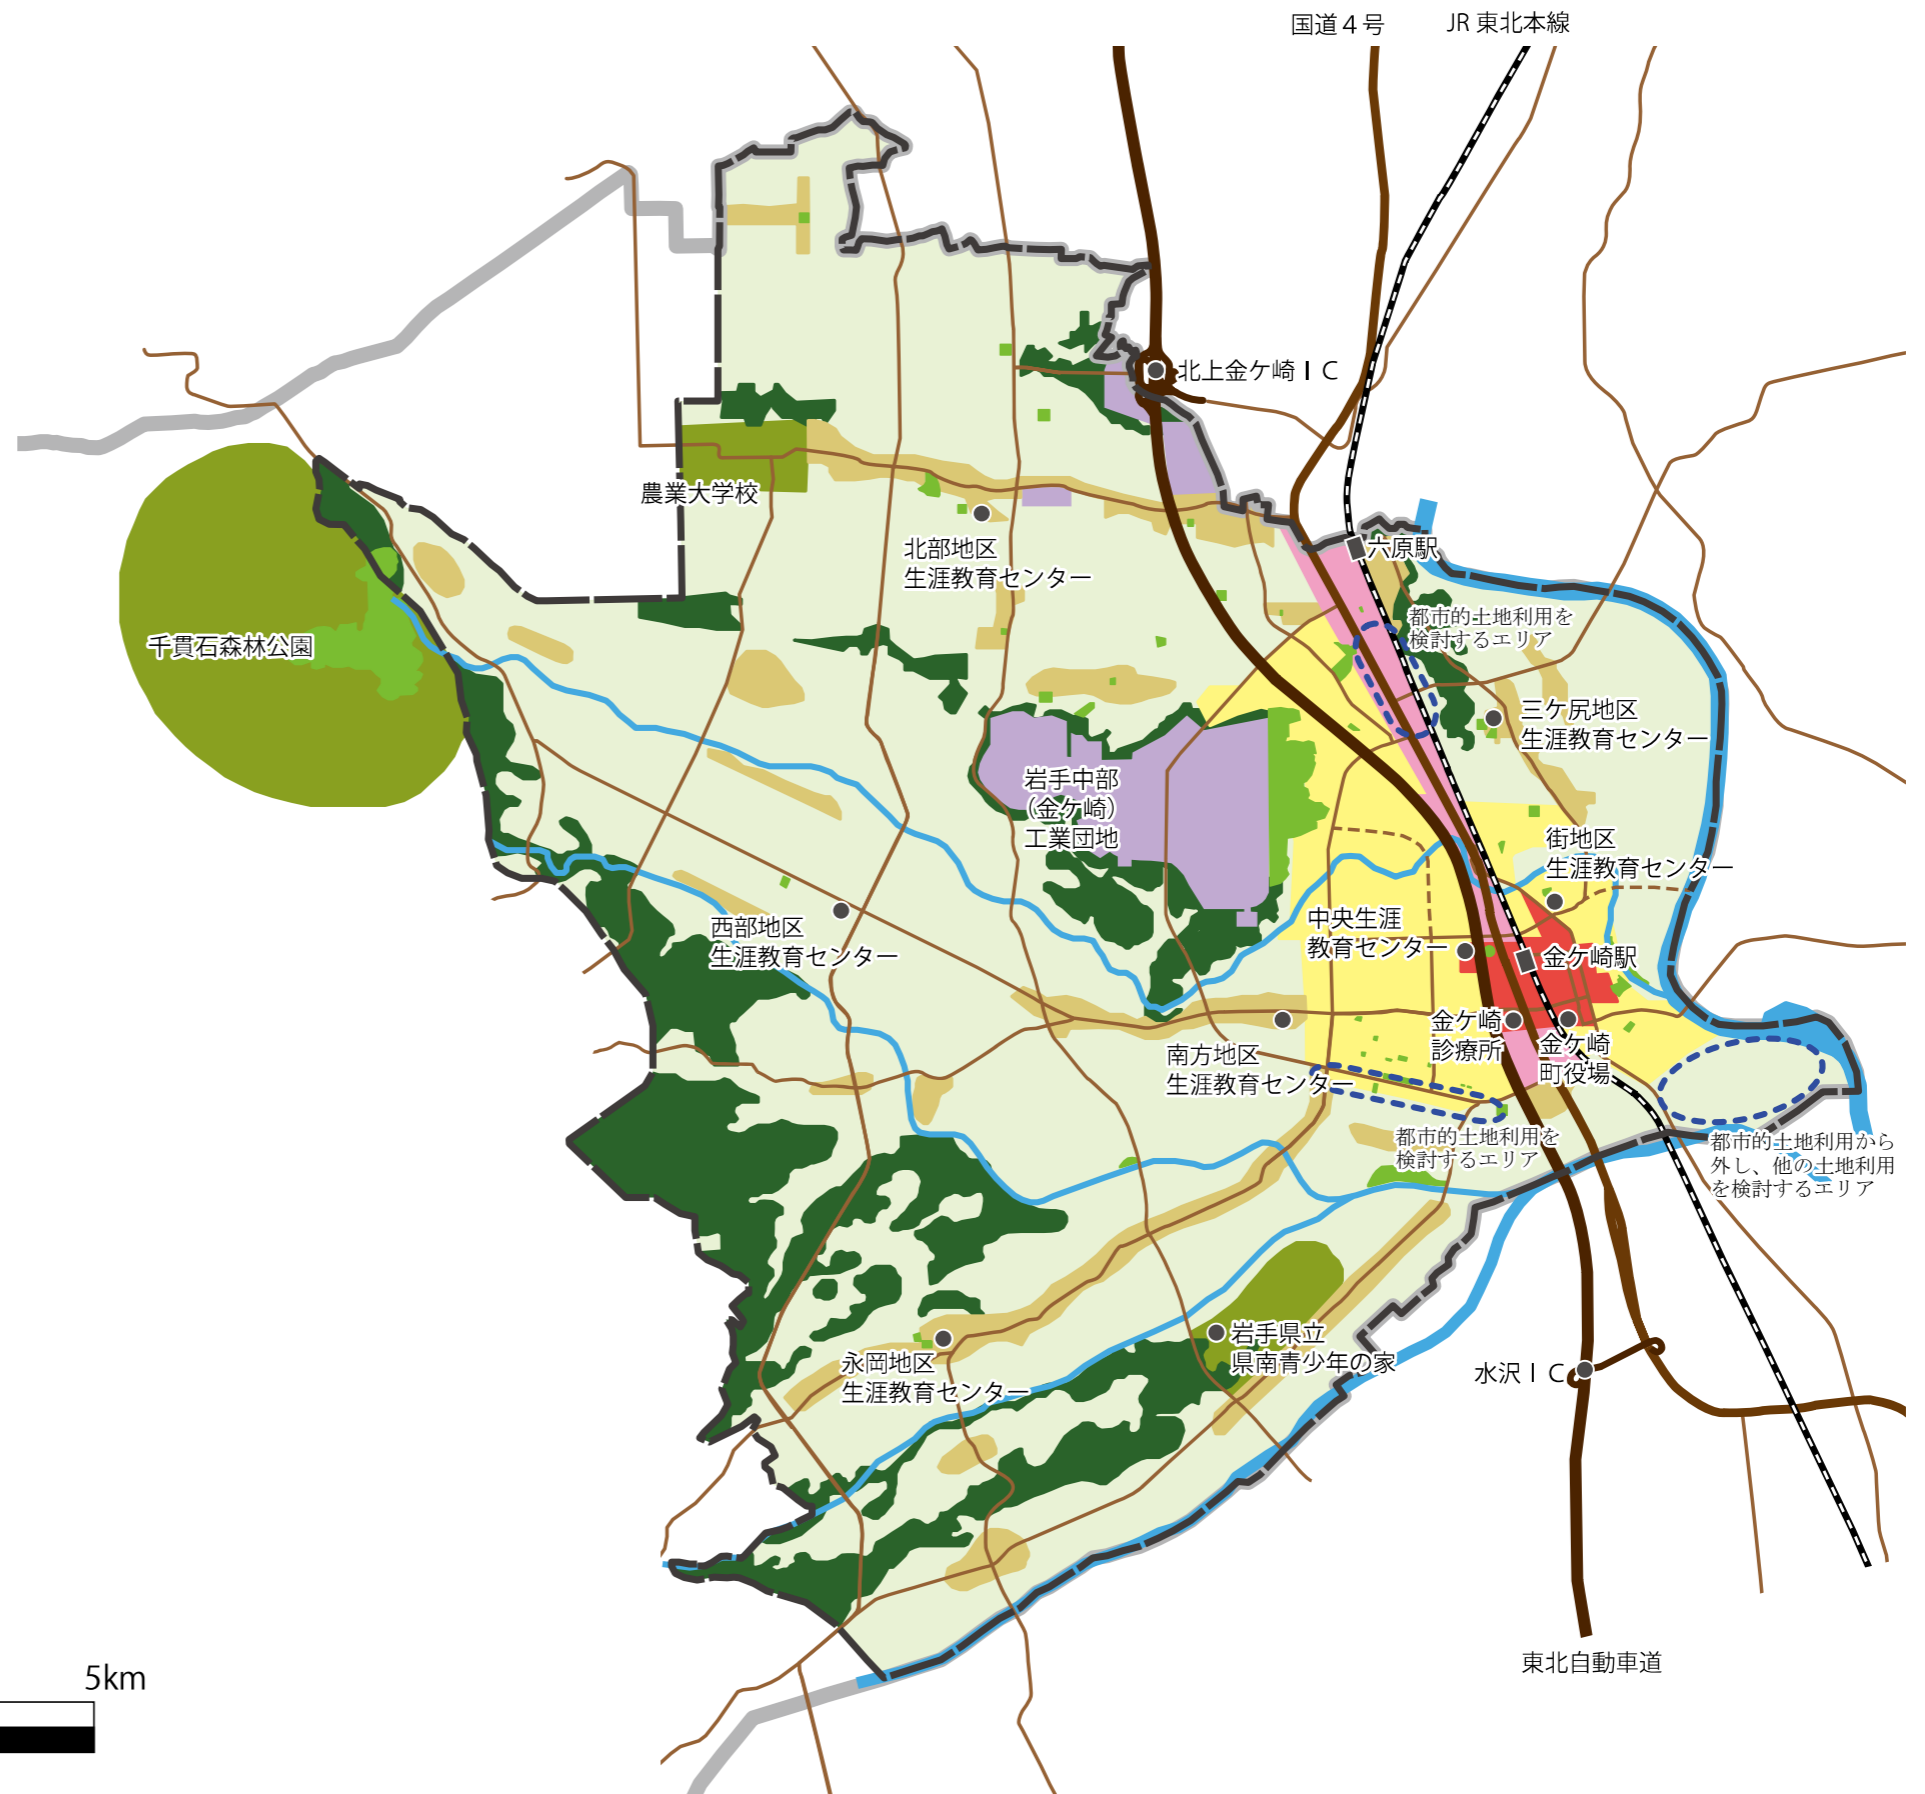 国道４号
JR 東北本線
北上金ケ崎ＩＣ
農業大学校
北部地区
生涯教育センター
六原駅
都市的土地利用を
検討するエリア
千貫石森林公園
三ケ尻地区
生涯教育センター
岩手中部
（金ケ崎）
工業団地
街地区
生涯教育センター
西部地区
生涯教育センター
中央生涯
教育センター
金ケ崎駅
金ケ崎
診療所
金ケ崎
町役場
南方地区
生涯教育センター
都市的土地利用を
検討するエリア
都市的土地利用から
外し、他の土地利用
を検討するエリア
岩手県立
県南青少年の家
永岡地区
生涯教育センター
水沢ＩＣ
東北自動車道
5km